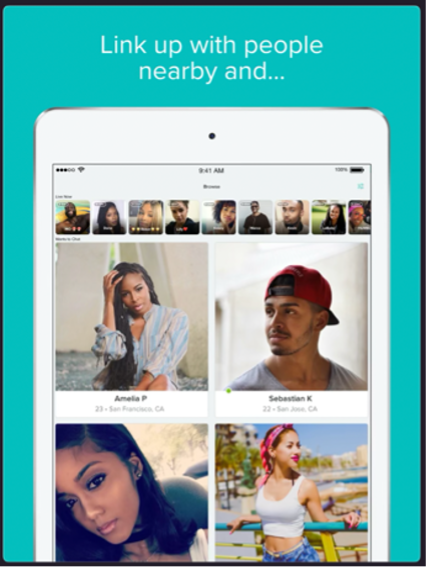 Link up with people
nearby and...
9:41 AM
100%
Browse
Live Now
Wants to Chat
Amelia P
23 • San Francisco, CA
Sebastian K
22 • San Jose, CA